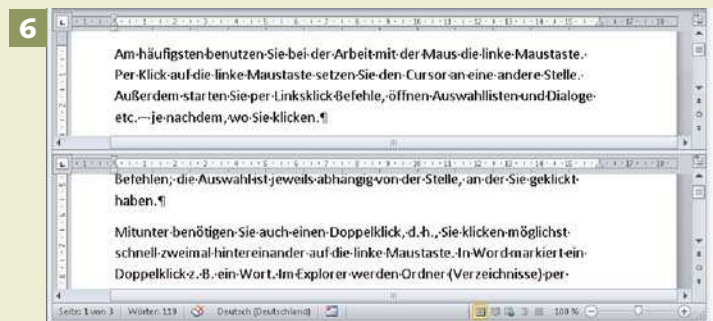 6
Am häufigsten benutzen Sie bei der Arbeit mit der Maus die linke Maustaste.
Per Klick auf die linke Maustaste setzen Sie den Cursor an eine andere Stelle.
Außerdem starten Sie per Linksklick Befehle, öffnen Auswahllisten und Dialoge
etc. – je nachdem, wo Sie klicken.¶
Befehlen; die Auswahl ist jeweils abhängig von der Stelle, an der Sie geklickt
haben.¶
Mitunter benötigen Sie auch einen Doppelklick, d.h., Sie klicken möglichst
schnell zweimal hintereinander auf die linke Maustaste. In Word markiert ein
Doppelklick z.B. ein Wort. Im Explorer werden Ordner (Verzeichnisse) per
Seite: 1 von 3 Wörter: 119 Deutsch (Deutschland) 100 %